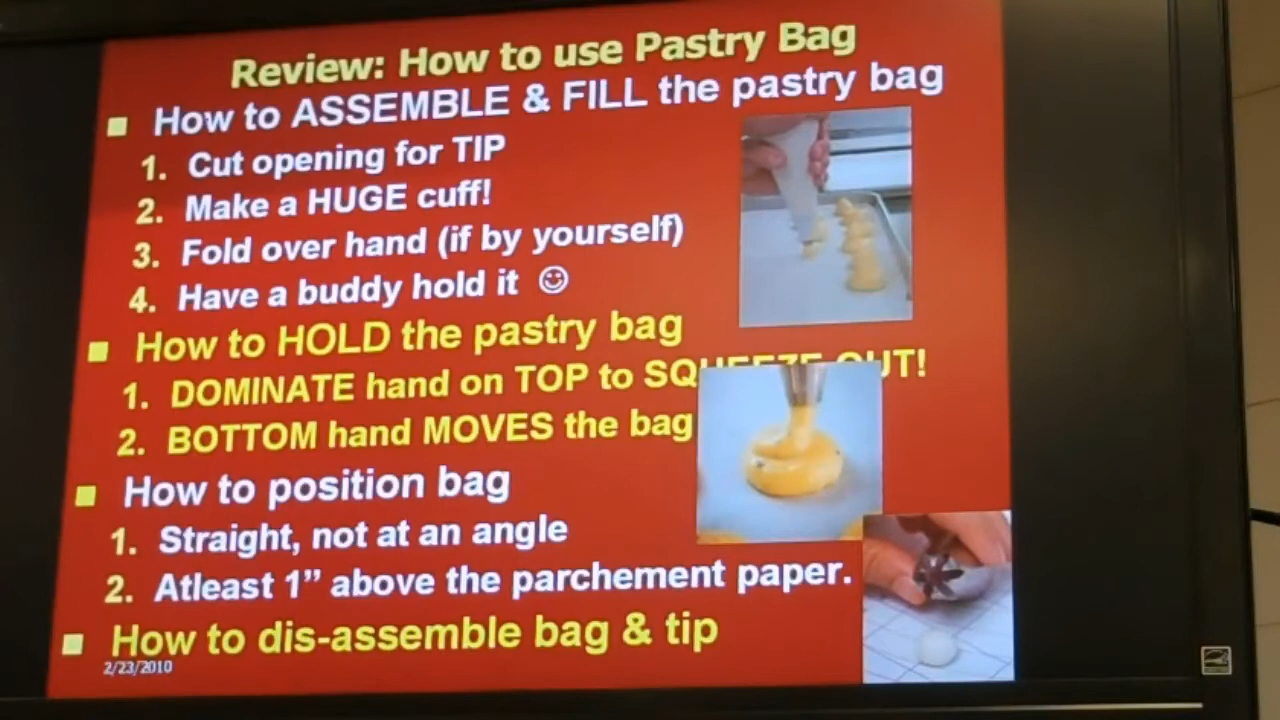 Review: How to use Pastry Bag
How to ASSEMBLE & FILL the pastry bag
1. Cut opening for TIP
2. Make a HUGE cuff!
3. Fold over hand (if by yourself)
4. Have a buddy hold it ☺
How to HOLD the pastry bag
1. DOMINATE hand on TOP to SQUEEZE OUT!
2. BOTTOM hand MOVES the bag
How to position bag
1. Straight, not at an angle
2. Atleast 1” above the parchement paper.
How to dis-assemble bag & tip
2/23/2010